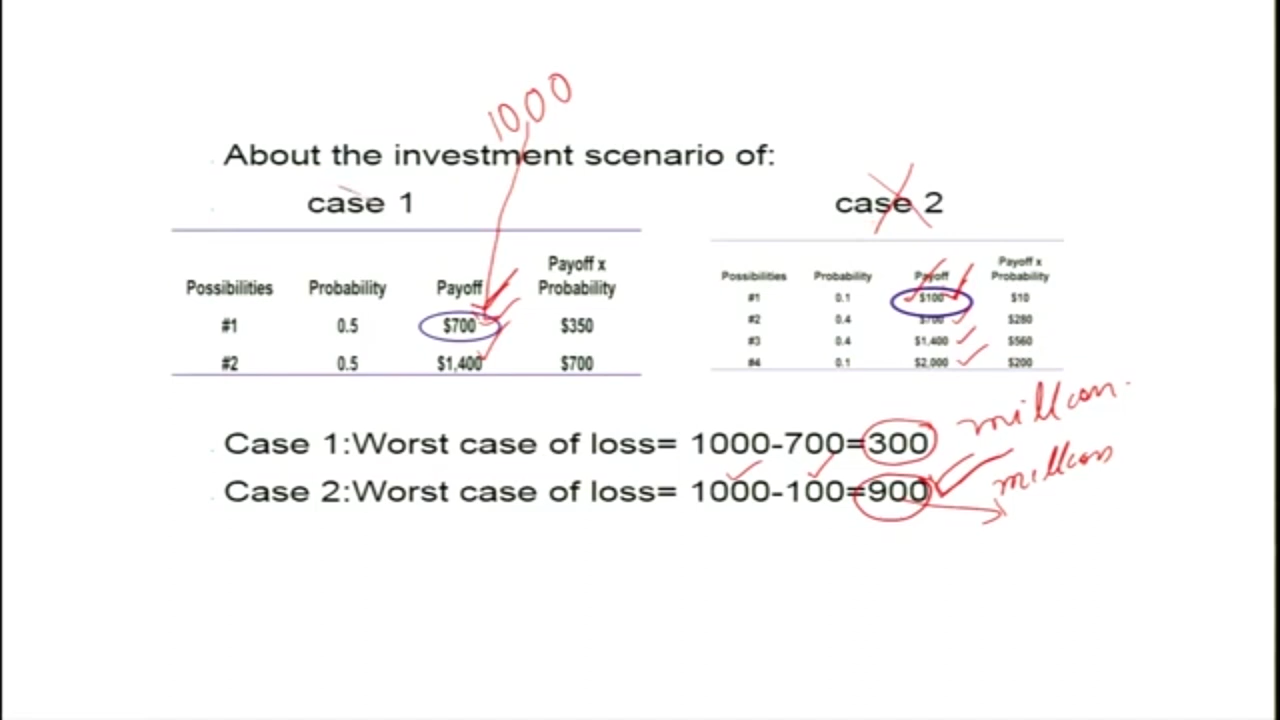 1000
About the investment scenario of:
case 1
Possibilities Probability Payoff Payoff x Probability
#1 0.5 $700 $350
#2 0.5 $1,400 $700
case 2
Possibilities Probability Payoff Payoff x Probability
#1 0.1 $100 $10
#2 0.4 $700 $280
#3 0.4 $1,400 $560
#4 0.1 $2,000 $200
Case 1:Worst case of loss= 1000-700=300 million
Case 2:Worst case of loss= 1000-100=900 million